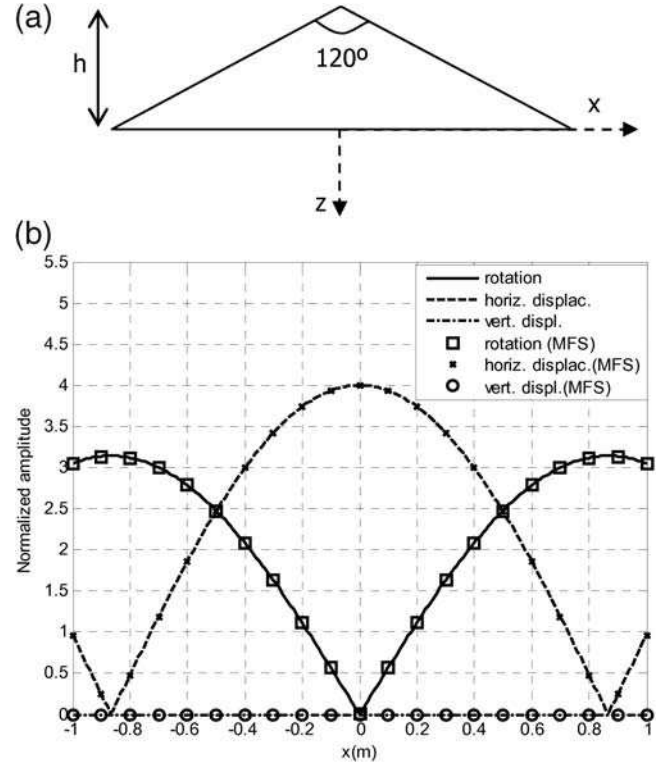 (a)
h
120º
x
z
(b)
5.5
5
4.5
4
3.5
3
2.5
2
1.5
1
0.5
0
Normalized amplitude
rotation
horiz. displac.
vert. displ.
rotation (MFS)
horiz. displac.(MFS)
vert. displ.(MFS)
-1 -0.8 -0.6 -0.4 -0.2 0 0.2 0.4 0.6 0.8 1
x(m)